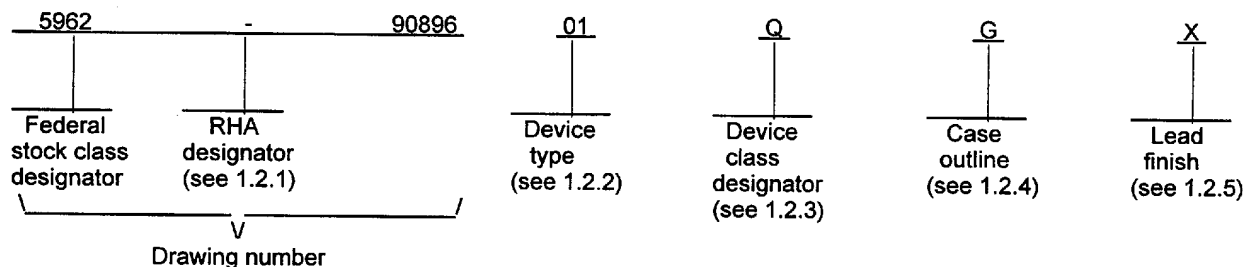 5962 - 90896 01 Q G X
Federal stock class designator
RHA designator (see 1.2.1)
Device type (see 1.2.2)
Device class designator (see 1.2.3)
Case outline (see 1.2.4)
Lead finish (see 1.2.5)
Drawing number